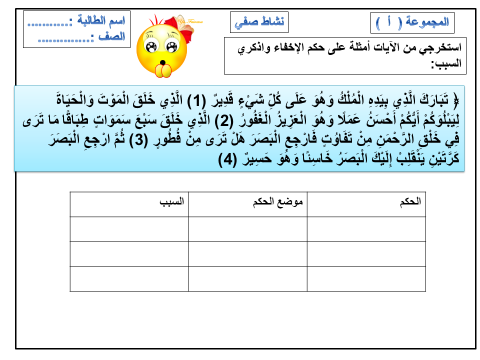 المجموعة ( أ )
نشاط صفي
اسم الطالبة :............
الصف : ..............
استخرجي من الآيات أمثلة على حكم الإخفاء واذكري
السبب:
﴿ تَبَارَكَ الَّذِي بِيَدِهِ الْمُلْكُ وَهُوَ عَلَى كُلِّ شَيْءٍ قَدِيرٌ (1) الَّذِي خَلَقَ الْمَوْتَ وَالْحَيَاةَ
لِيَبْلُوَكُمْ أَيُّكُمْ أَحْسَنُ عَمَلًا وَهُوَ الْعَزِيزُ الْغَفُورُ (2) الَّذِي خَلَقَ سَبْعَ سَمَوَاتٍ طِبَاقًا مَا تَرَى
فِي خَلْقِ الرَّحْمَنِ مِنْ تَفَاوُتٍ فَارْجِعِ الْبَصَرَ هَلْ تَرَى مِنْ فُطُورٍ (3) ثُمَّ ارْجِعِ الْبَصَرَ
كَرَّتَيْنِ يَنْقَلِبْ إِلَيْكَ الْبَصَرُ خَاسِئًا وَهُوَ حَسِيرٌ (4)
الحكم
موضع الحكم
السبب